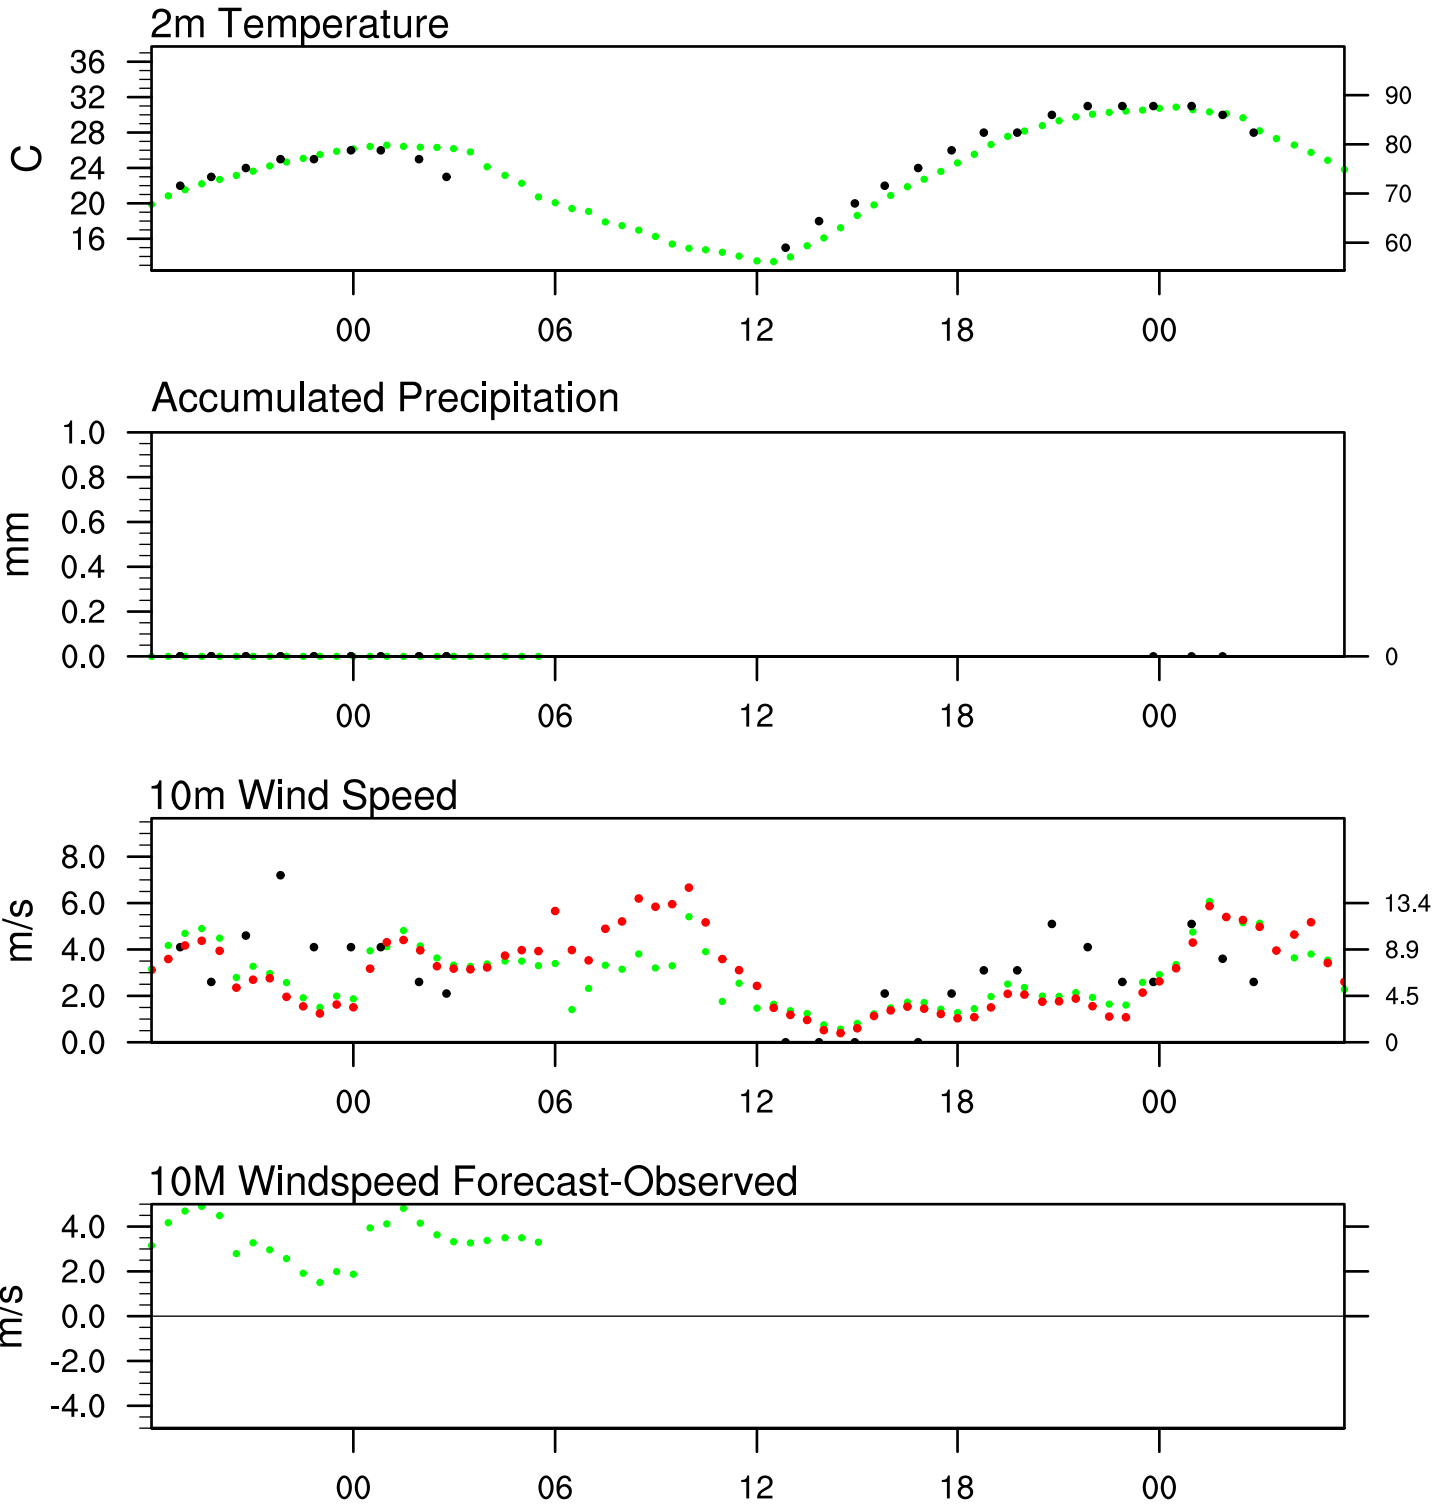 2m Temperature
36
32
28
24
20
16
C
90
80
70
60
00 06 12 18 00
Accumulated Precipitation
1.0
0.8
0.6
0.4
0.2
0.0
mm
0
00 06 12 18 00
10m Wind Speed
8.0
6.0
4.0
2.0
0.0
m/s
13.4
8.9
4.5
0
00 06 12 18 00
10M Windspeed Forecast-Observed
4.0
2.0
0.0
-2.0
-4.0
m/s
00 06 12 18 00